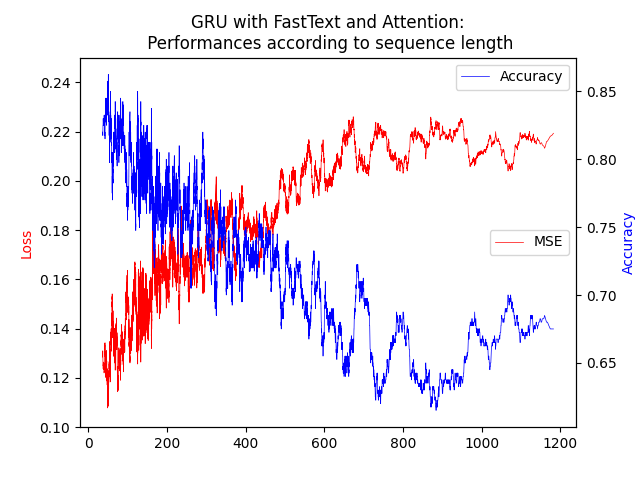 GRU with FastText and Attention:
Performances according to sequence length
Accuracy
MSE
Loss
Accuracy
0.24
0.22
0.20
0.18
0.16
0.14
0.12
0.10
0.85
0.80
0.75
0.70
0.65
0 200 400 600 800 1000 1200